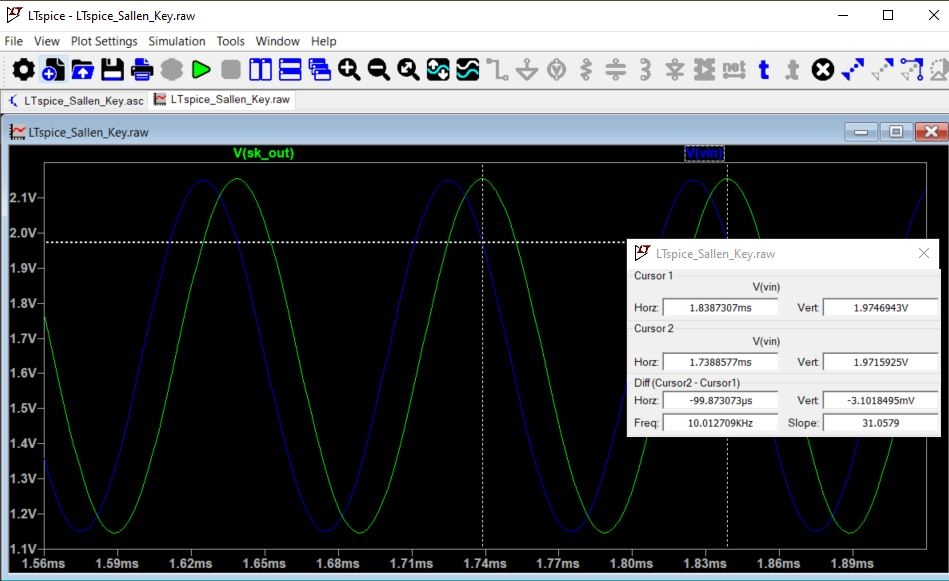 LTspice - LTspice_Sallen_Key.raw
File View Plot Settings Simulation Tools Window Help
LTspice_Sallen_Key.asc LTspice_Sallen_Key.raw
LTspice_Sallen_Key.raw
V(sk_out) V(vin)
2.1V
2.0V
1.9V
1.8V
1.7V
1.6V
1.5V
1.4V
1.3V
1.2V
1.1V
1.56ms 1.59ms 1.62ms 1.65ms 1.68ms 1.71ms 1.74ms 1.77ms 1.80ms 1.83ms 1.86ms 1.89ms
LTspice_Sallen_Key.raw
Cursor 1
V(vin)
Horz: 1.8387307ms Vert: 1.9746943V
Cursor 2
V(vin)
Horz: 1.7388577ms Vert: 1.9715925V
Diff (Cursor2 - Cursor1)
Horz: -99.873073µs Vert: -3.1018495mV
Freq: 10.012709KHz Slope: 31.0579